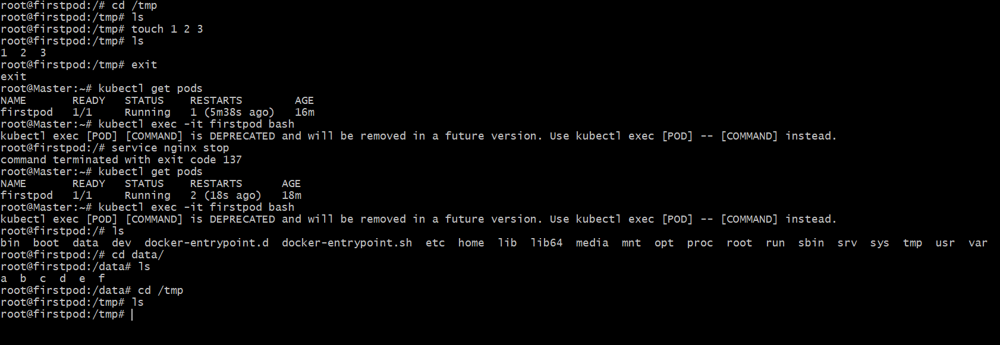 root@firstpod:/# cd /tmp
root@firstpod:/tmp# ls
root@firstpod:/tmp# touch 1 2 3
root@firstpod:/tmp# ls
1  2  3
root@firstpod:/tmp# exit
exit
root@Master:~# kubectl get pods
NAME       READY   STATUS    RESTARTS        AGE
firstpod   1/1     Running   1 (5m38s ago)   16m
root@Master:~# kubectl exec -it firstpod bash
kubectl exec [POD] [COMMAND] is DEPRECATED and will be removed in a future version. Use kubectl exec [POD] -- [COMMAND] instead.
root@firstpod:/# service nginx stop
command terminated with exit code 137
root@Master:~# kubectl get pods
NAME       READY   STATUS    RESTARTS      AGE
firstpod   1/1     Running   2 (18s ago)   18m
root@Master:~# kubectl exec -it firstpod bash
kubectl exec [POD] [COMMAND] is DEPRECATED and will be removed in a future version. Use kubectl exec [POD] -- [COMMAND] instead.
root@firstpod:/# ls
bin  boot  data  dev  docker-entrypoint.d  docker-entrypoint.sh  etc  home  lib  lib64  media  mnt  opt  proc  root  run  sbin  srv  sys  tmp  usr  var
root@firstpod:/# cd data/
root@firstpod:/data# ls
a  b  c  d  e  f
root@firstpod:/data# cd /tmp
root@firstpod:/tmp# ls
root@firstpod:/tmp#